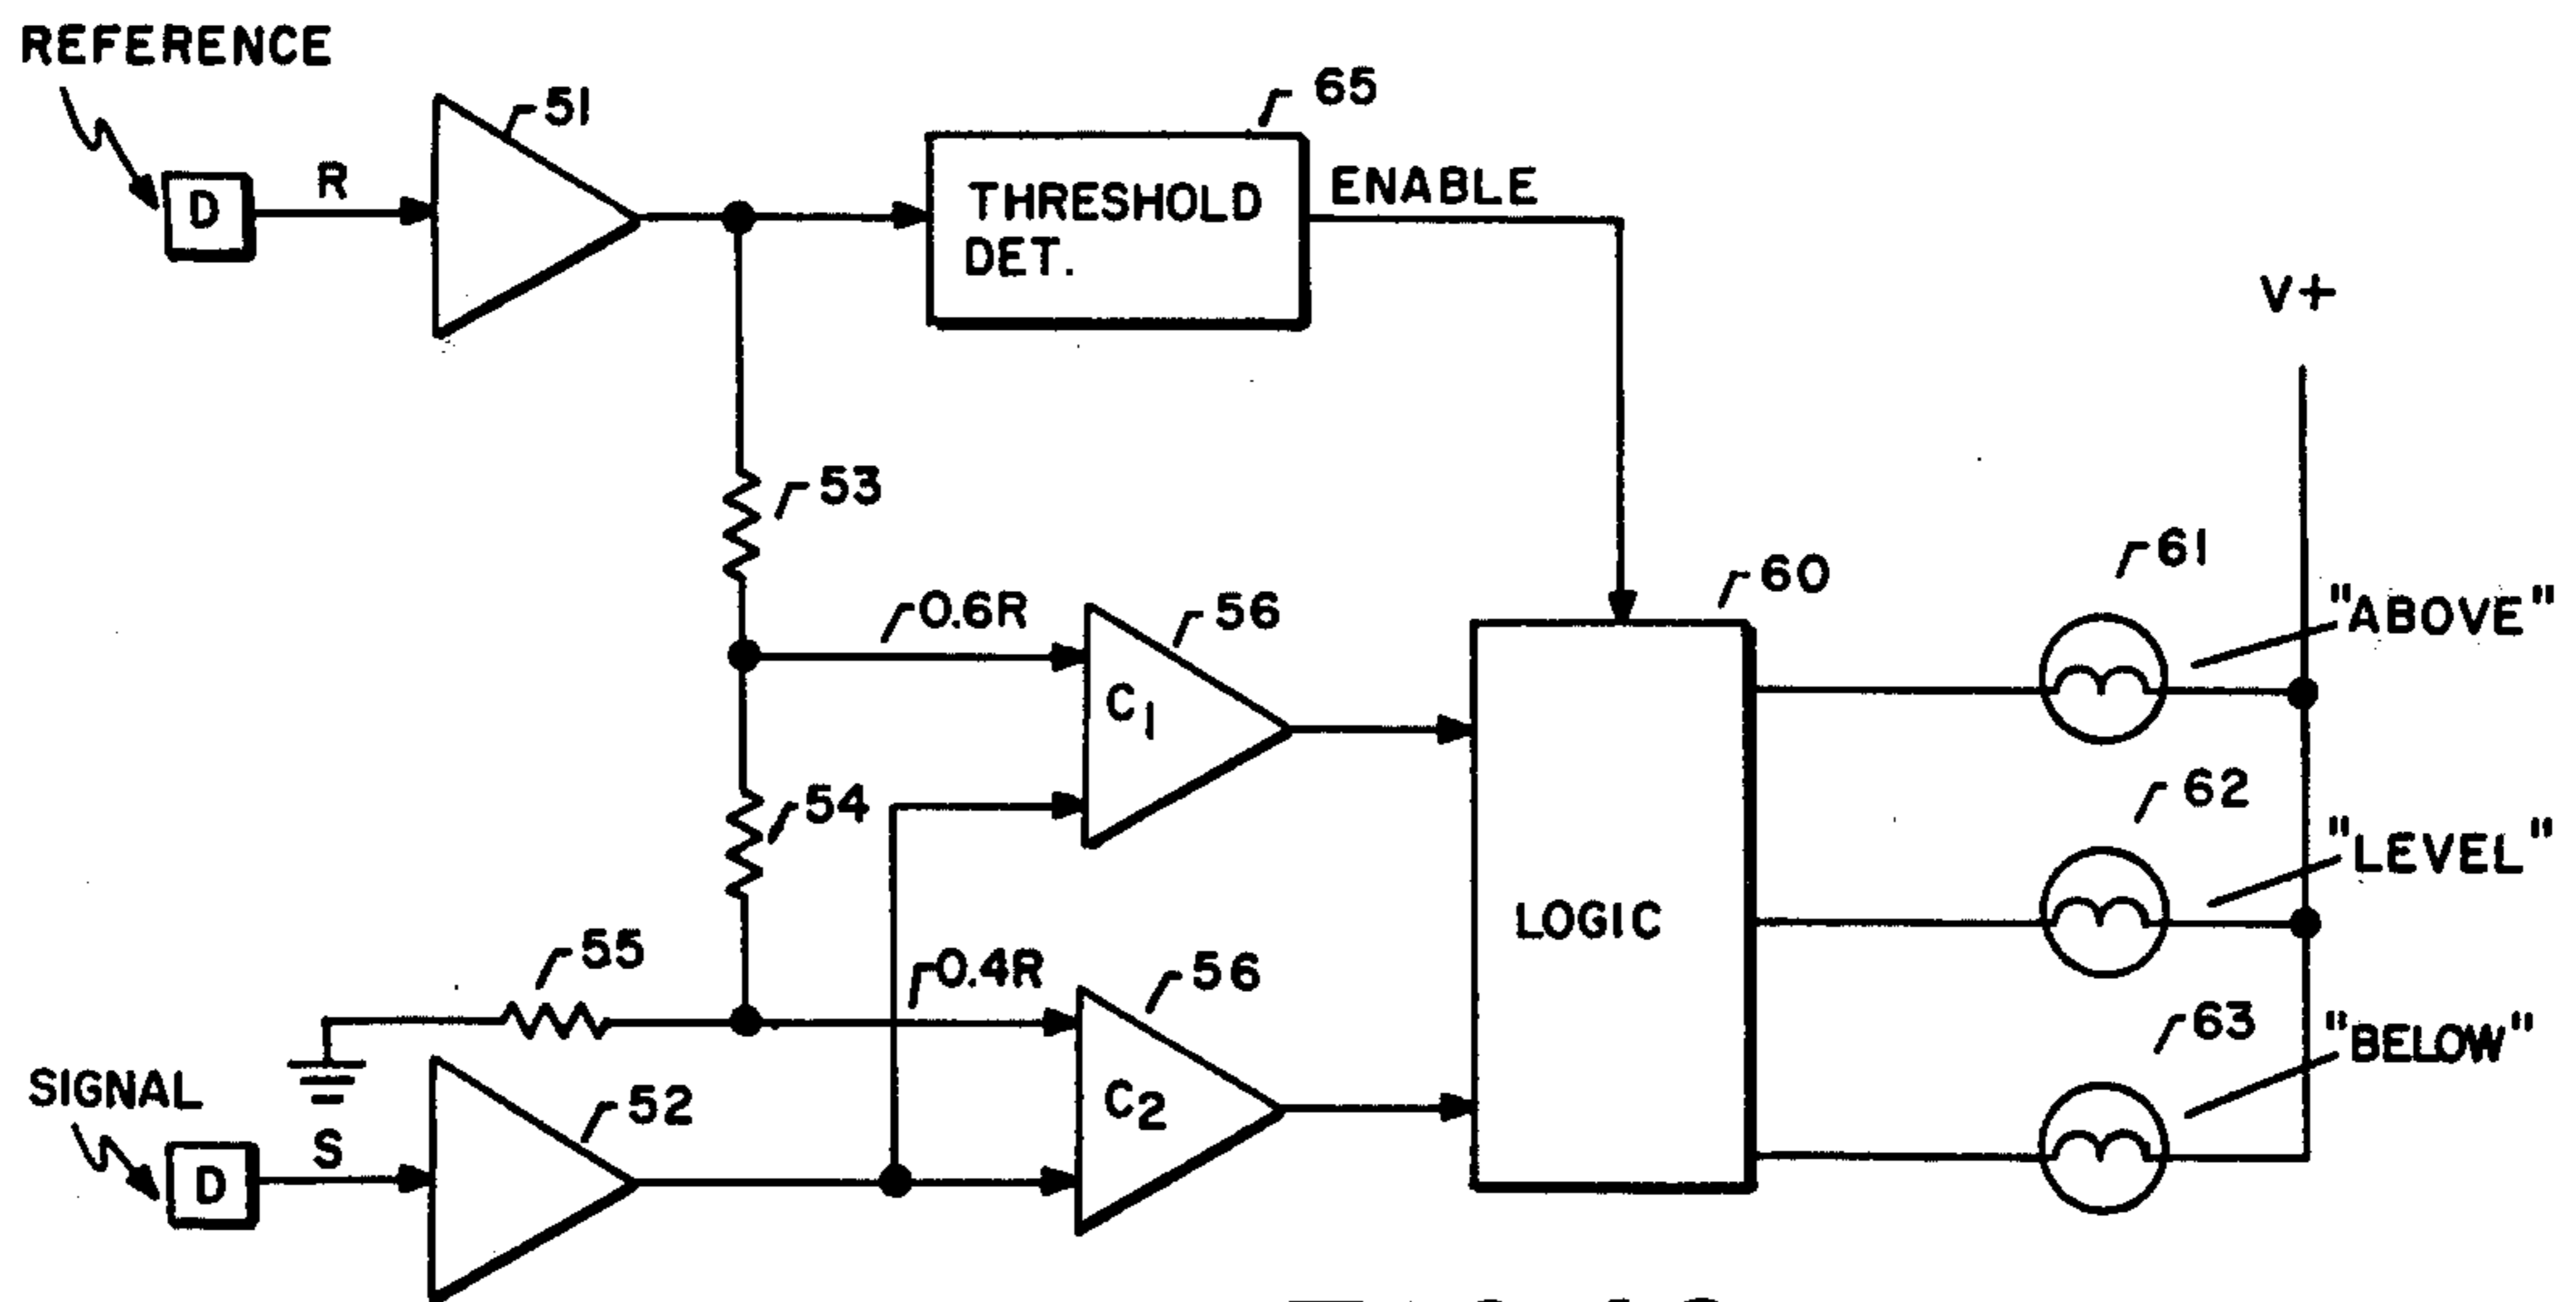 REFERENCE
D
R
51
65
THRESHOLD
DET.
ENABLE
V+
53
0.6R
56
C1
60
61
"ABOVE"
54
62
"LEVEL"
55
0.4R
56
C2
LOGIC
63
"BELOW"
SIGNAL
D
S
52